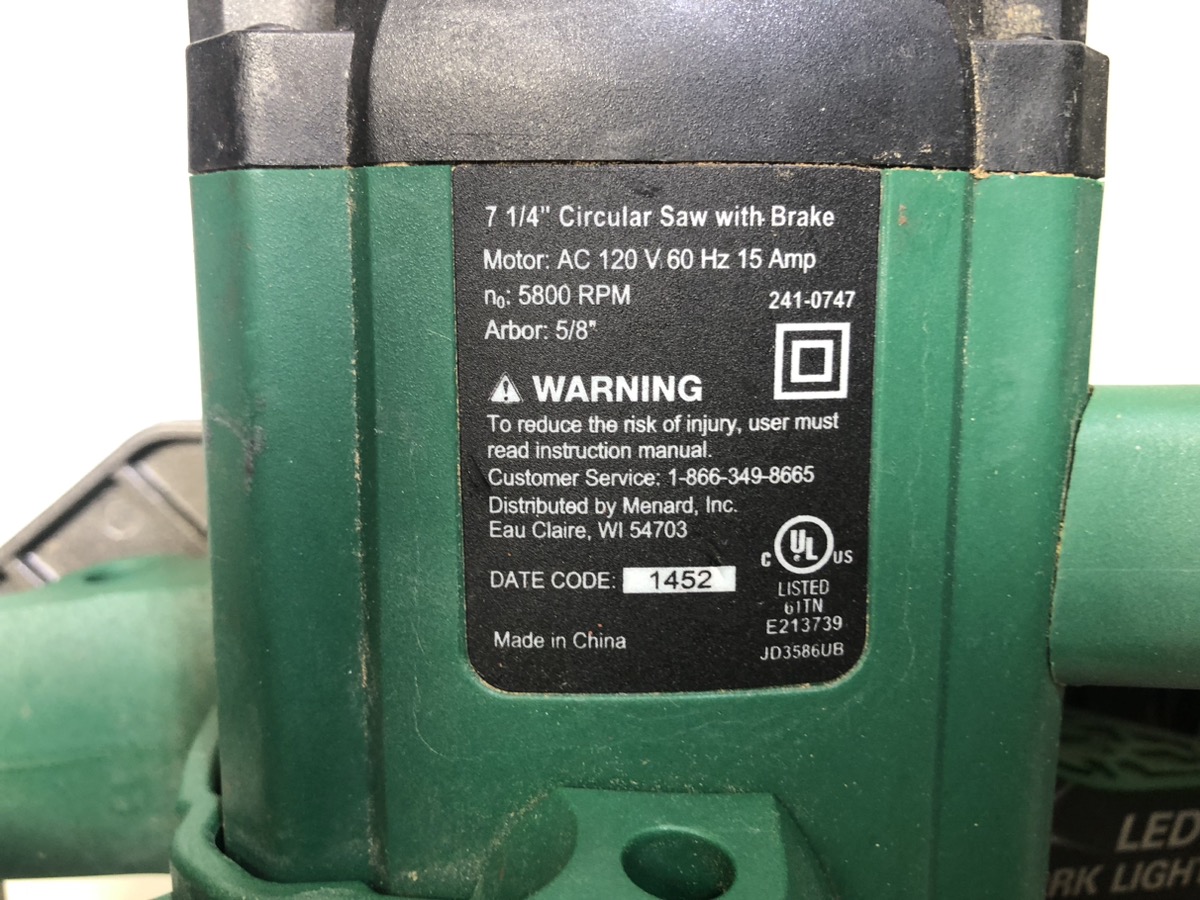 7 1/4" Circular Saw with Brake
Motor: AC 120 V 60 Hz 15 Amp
n₀: 5800 RPM
241-0747
Arbor: 5/8"
WARNING
To reduce the risk of injury, user must
read instruction manual.
Customer Service: 1-866-349-8665
Distributed by Menard, Inc.
Eau Claire, WI 54703
C UL US
LISTED
61TN
E213739
JD3586UB
DATE CODE: 1452
Made in China
LED
RK LIGHT